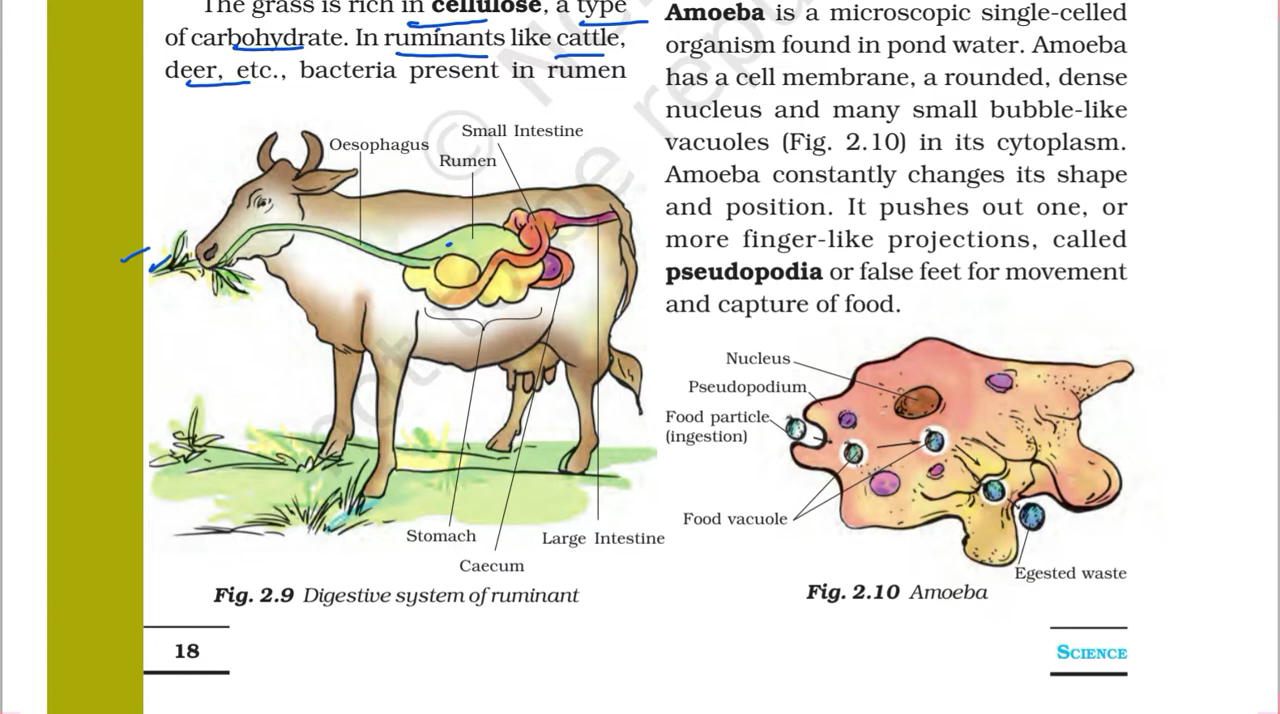 The grass is rich in cellulose, a type
of carbohydrate. In ruminants like cattle,
deer, etc., bacteria present in rumen
Small Intestine
Oesophagus
Rumen
Stomach
Large Intestine
Caecum
Fig. 2.9 Digestive system of ruminant
18
Amoeba is a microscopic single-celled
organism found in pond water. Amoeba
has a cell membrane, a rounded, dense
nucleus and many small bubble-like
vacuoles (Fig. 2.10) in its cytoplasm.
Amoeba constantly changes its shape
and position. It pushes out one, or
more finger-like projections, called
pseudopodia or false feet for movement
and capture of food.
Nucleus
Pseudopodium
Food particle
(ingestion)
Food vacuole
Egested waste
Fig. 2.10 Amoeba
SCIENCE